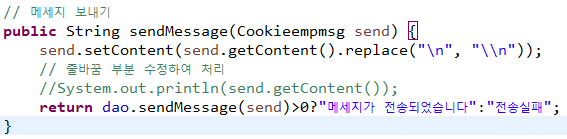 // 메세지 보내기
public String sendMessage(Cookieempmsg send) {
send.setContent(send.getContent().replace("\n", "\\n"));
// 줄바꿈 부분 수정하여 처리
//System.out.println(send.getContent());
return dao.sendMessage(send)>0?"메세지가 전송되었습니다":"전송실패";
}